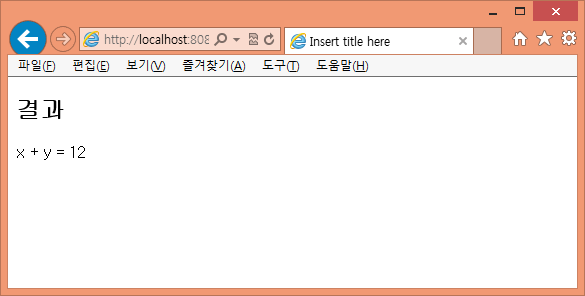 http://localhost:808
Insert title here
파일(F) 편집(E) 보기(V) 즐겨찾기(A) 도구(T) 도움말(H)
결과
x + y = 12